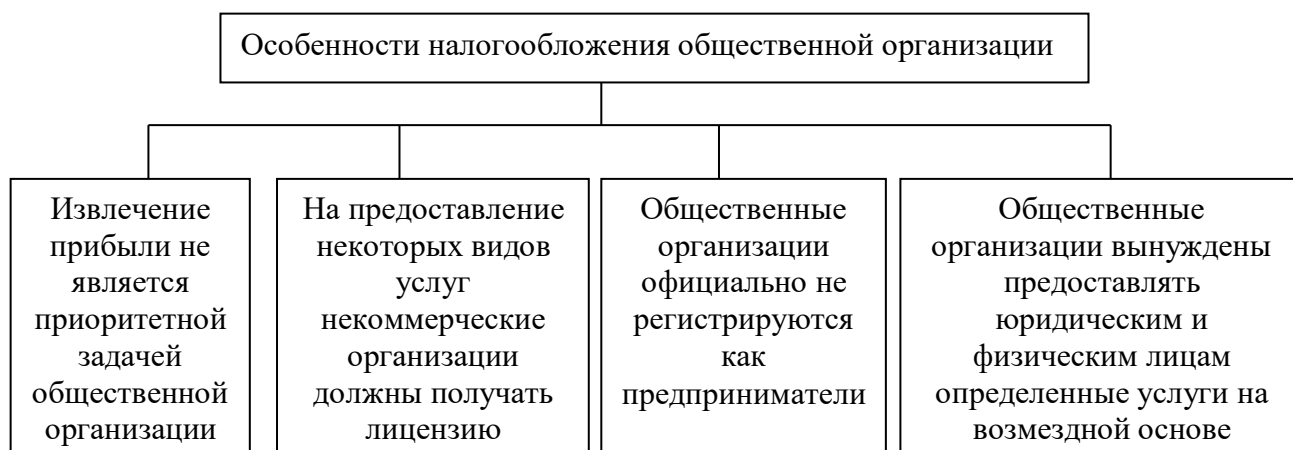 Особенности налогообложения общественной организации
Извлечение
прибыли не
является
приоритетной
задачей
общественной
организации
На предоставление
некоторых видов
услуг
некоммерческие
организации
должны получать
лицензию
Общественные
организации
официально не
регистрируются
как
предприниматели
Общественные
организации вынуждены
предоставлять
юридическим и
физическим лицам
определенные услуги на
возмездной основе